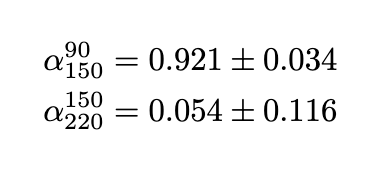 α^{90}_{150} = 0.921 ± 0.034
α^{150}_{220} = 0.054 ± 0.116